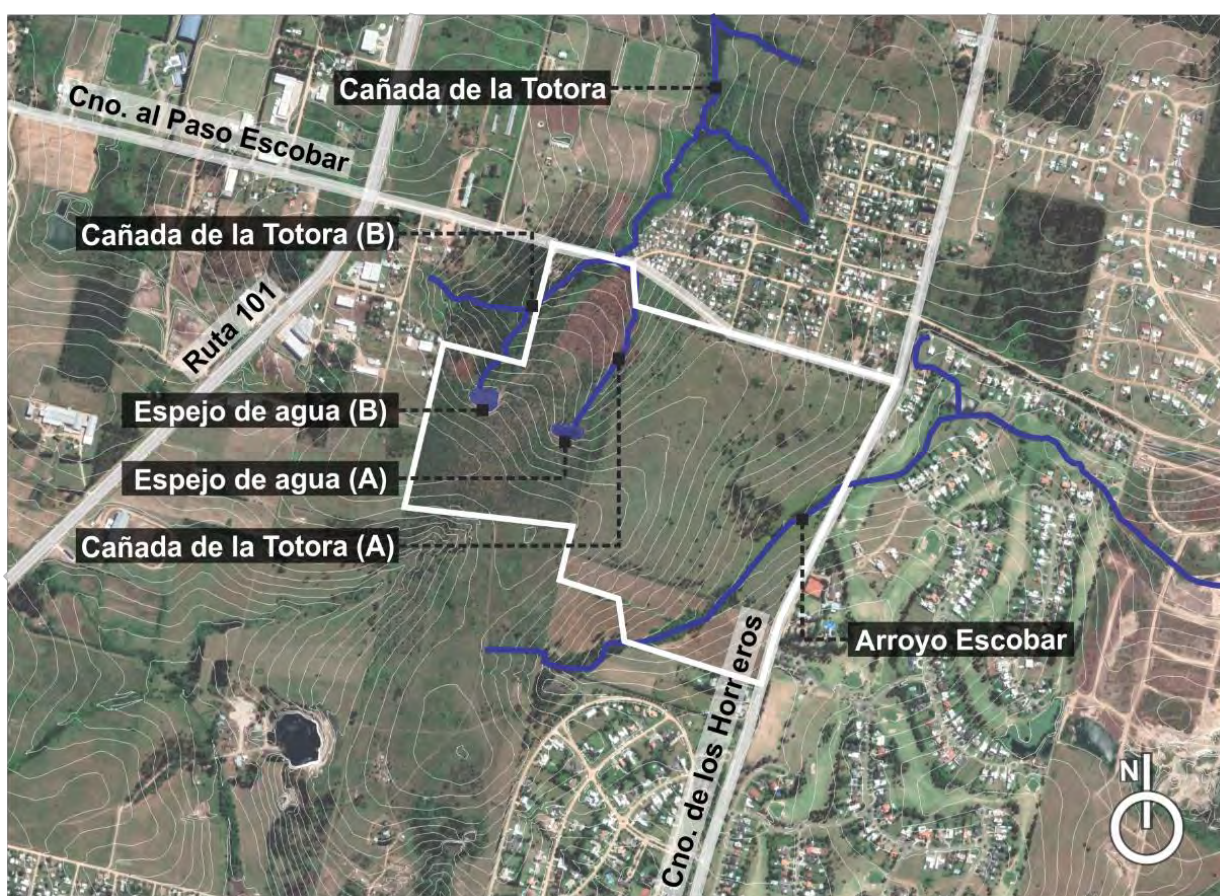 Cañada de la Totora
Cno. al Paso Escobar
Cañada de la Totora (B)
Ruta 101
Espejo de agua (B)
Espejo de agua (A)
Cañada de la Totora (A)
Arroyo Escobar
Cno. de los Horneros
N